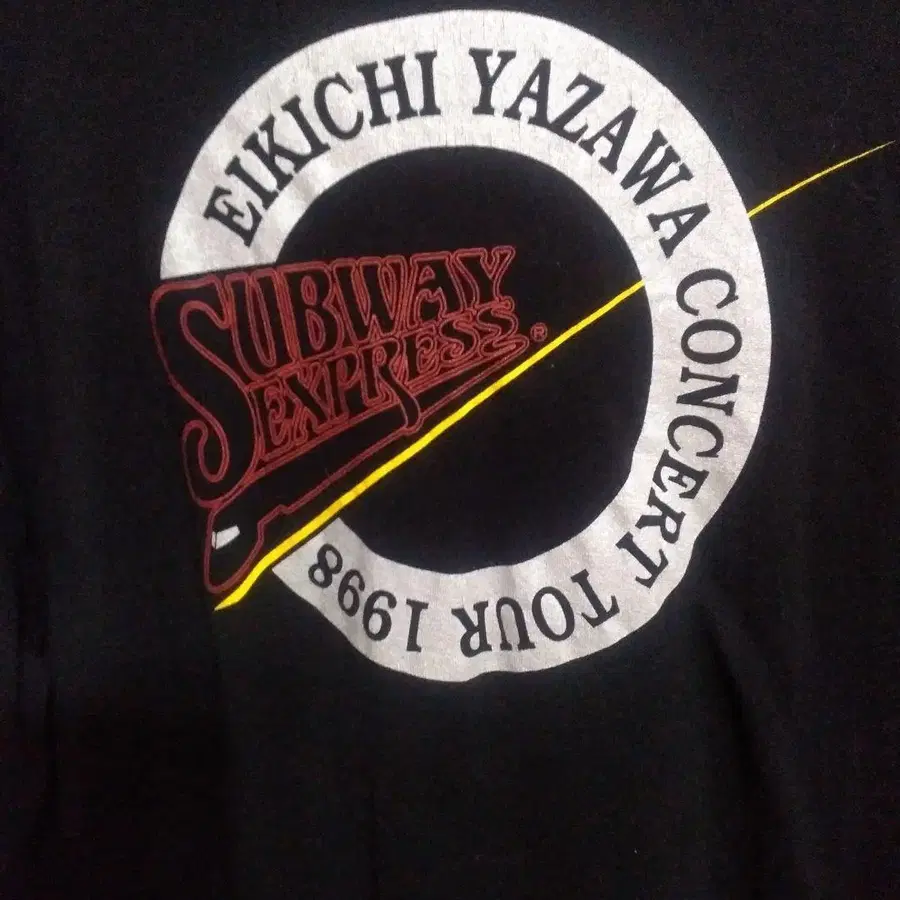 EIKICHI YAZAWA CONCERT TOUR 1998
SUBWAY
EXPRESS®